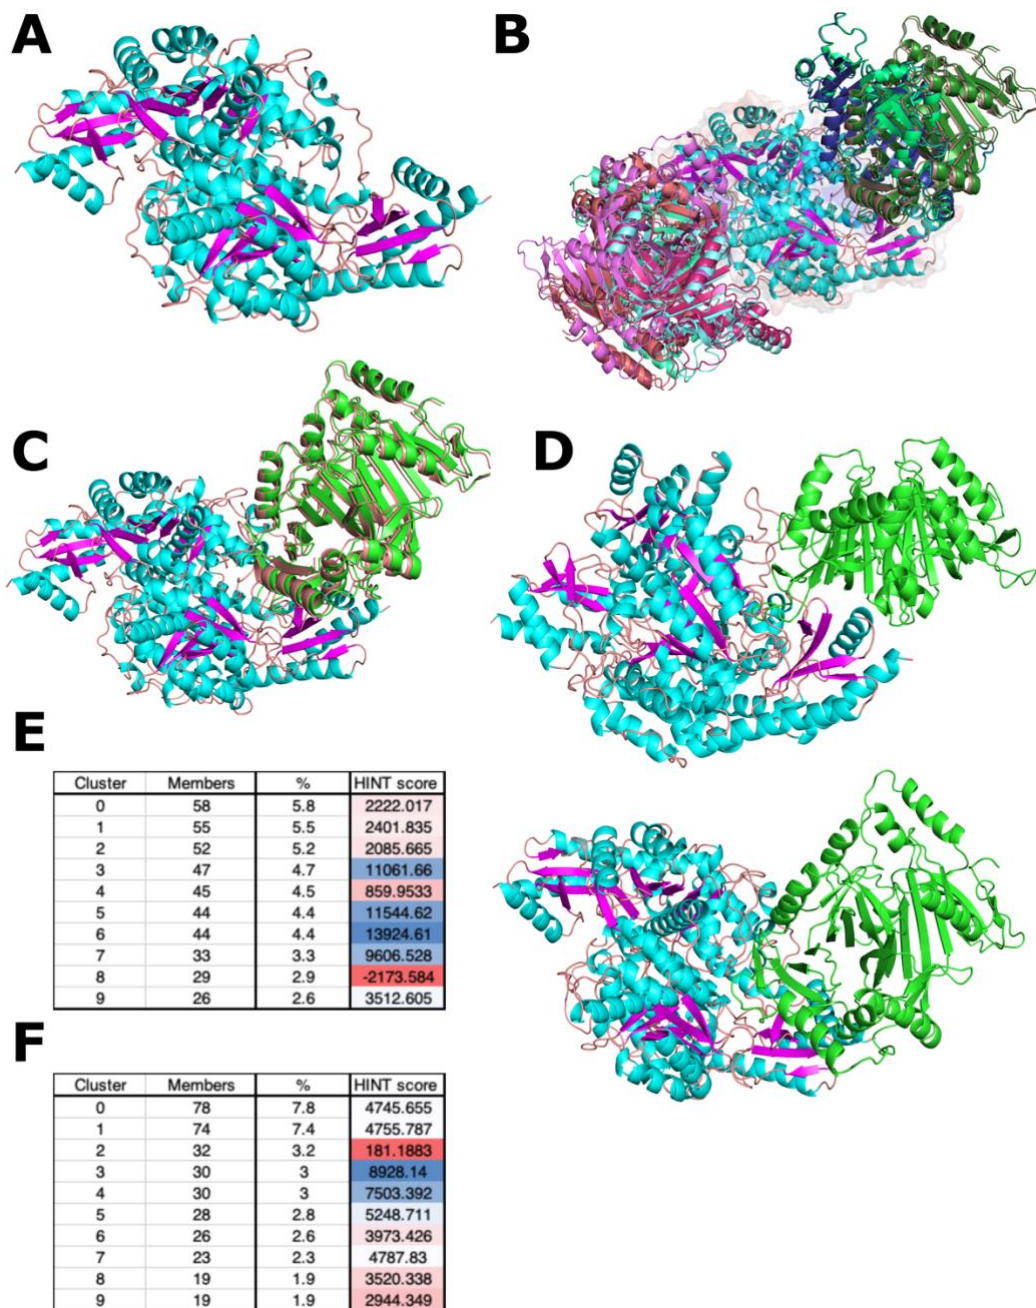 A
B
C
D
E
Cluster Members % HINT score
0 58 5.8 2222.017
1 55 5.5 2401.835
2 52 5.2 2085.665
3 47 4.7 11061.66
4 45 4.5 859.9533
5 44 4.4 11544.62
6 44 4.4 13924.61
7 33 3.3 9606.528
8 29 2.9 -2173.584
9 26 2.6 3512.605
F
Cluster Members % HINT score
0 78 7.8 4745.655
1 74 7.4 4755.787
2 32 3.2 181.1883
3 30 3 8928.14
4 30 3 7503.392
5 28 2.8 5248.711
6 26 2.6 3973.426
7 23 2.3 4787.83
8 19 1.9 3520.338
9 19 1.9 2944.349